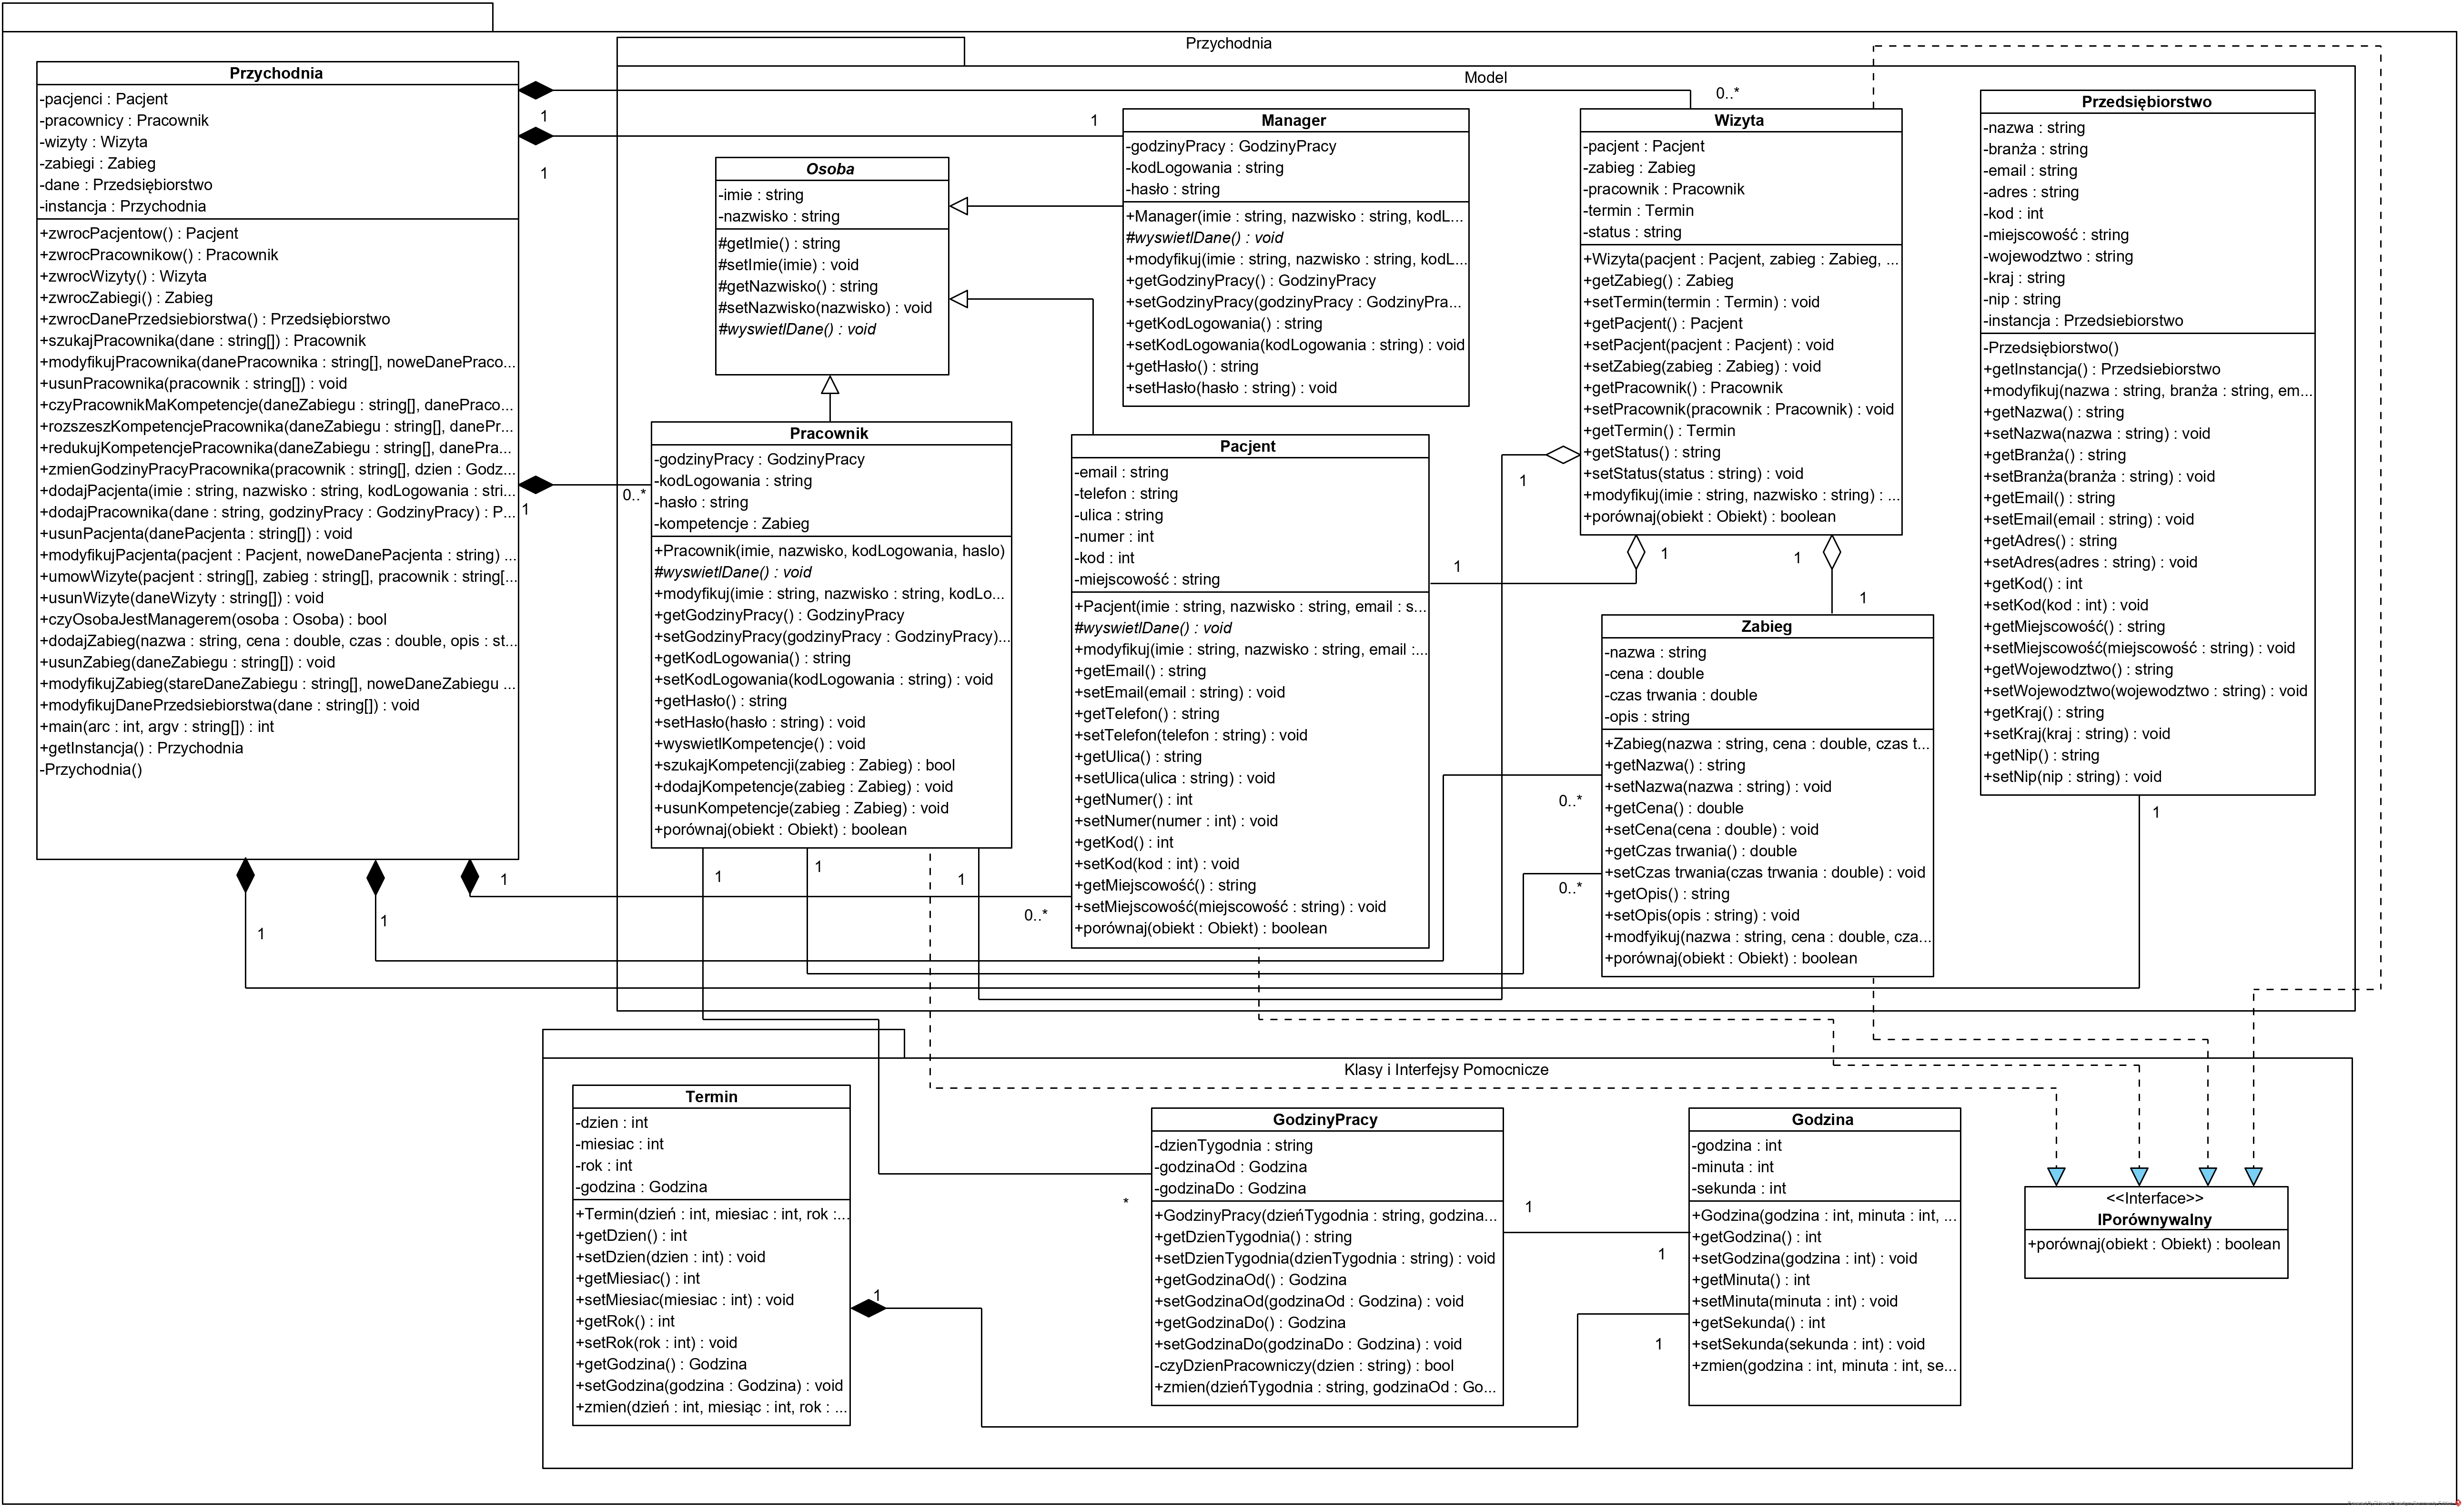 Przychodnia
Model
Przychodnia
-pacjenci : Pacjent
-pracownicy : Pracownik
-wizyty : Wizyta
-zabiegi : Zabieg
-dane : Przedsiębiorstwo
-instancja : Przychodnia
+zwrocPacjentow() : Pacjent
+zwrocPracownikow() : Pracownik
+zwrocWizyty() : Wizyta
+zwrocZabiegi() : Zabieg
+zwrocDanePrzedsiebiorstwa() : Przedsiębiorstwo
+szukajPracownika(dane : string[]) : Pracownik
+modyfikujPracownika(danePracownika : string[], noweDanePraco...
+usunPracownika(pracownik : string[]) : void
+czyPracownikMaKompetencje(daneZabiegu : string[], danePraco...
+rozszeszKompetencjePracownika(daneZabiegu : string[], danePr...
+redukujKompetencjePracownika(daneZabiegu : string[], danePra...
+zmienGodzinyPracyPracownika(pracownik : string[], dzien : Godz...
+dodajPacjenta(imie : string, nazwisko : string, kodLogowania : stri...
+dodajPracownika(dane : string, godzinyPracy : GodzinyPracy) : P...
+usunPacjenta(danePacjenta : string[]) : void
+modyfikujPacjenta(pacjent : Pacjent, noweDanePacjenta : string) ...
+umowWizyte(pacjent : string[], zabieg : string[], pracownik : string[...
+usunWizyte(daneWizyty : string[]) : void
+czyOsobaJestManagerem(osoba : Osoba) : bool
+dodajZabieg(nazwa : string, cena : double, czas : double, opis : st...
+usunZabieg(daneZabiegu : string[]) : void
+modyfikujZabieg(stareDaneZabiegu : string[], noweDaneZabiegu ...
+modyfikujDanePrzedsiebiorstwa(dane : string[]) : void
+main(arc : int, argv : string[]) : int
+getInstancja() : Przychodnia
-Przychodnia()
1
1
1
1
1
1
0..*
1
0..*
0..*
Osoba
-imie : string
-nazwisko : string
#getImie() : string
#setImie(imie) : void
#getNazwisko() : string
#setNazwisko(nazwisko) : void
#wyswietlDane() : void
Manager
-godzinyPracy : GodzinyPracy
-kodLogowania : string
-hasło : string
+Manager(imie : string, nazwisko : string, kodL...
#wyswietlDane() : void
+modyfikuj(imie : string, nazwisko : string, kodL...
+getGodzinyPracy() : GodzinyPracy
+setGodzinyPracy(godzinyPracy : GodzinyPra...
+getKodLogowania() : string
+setKodLogowania(kodLogowania : string) : void
+getHasło() : string
+setHasło(hasło : string) : void
Wizyta
-pacjent : Pacjent
-zabieg : Zabieg
-pracownik : Pracownik
-termin : Termin
-status : string
+Wizyta(pacjent : Pacjent, zabieg : Zabieg, ...
+getZabieg() : Zabieg
+setTermin(termin : Termin) : void
+getPacjent() : Pacjent
+setPacjent(pacjent : Pacjent) : void
+setZabieg(zabieg : Zabieg) : void
+getPracownik() : Pracownik
+setPracownik(pracownik : Pracownik) : void
+getTermin() : Termin
+getStatus() : string
+setStatus(status : string) : void
+modyfikuj(imie : string, nazwisko : string) : ...
+porównaj(obiekt : Obiekt) : boolean
1
1
1
1
1
Przedsiębiorstwo
-nazwa : string
-branża : string
-email : string
-adres : string
-kod : int
-miejscowość : string
-wojewodztwo : string
-kraj : string
-nip : string
-instancja : Przedsiebiorstwo
-Przedsiębiorstwo()
+getInstancja() : Przedsiebiorstwo
+modyfikuj(nazwa : string, branża : string, em...
+getNazwa() : string
+setNazwa(nazwa : string) : void
+getBranża() : string
+setBranża(branża : string) : void
+getEmail() : string
+setEmail(email : string) : void
+getAdres() : string
+setAdres(adres : string) : void
+getKod() : int
+setKod(kod : int) : void
+getMiejscowość() : string
+setMiejscowość(miejscowość : string) : void
+getWojewodztwo() : string
+setWojewodztwo(wojewodztwo : string) : void
+getKraj() : string
+setKraj(kraj : string) : void
+getNip() : string
+setNip(nip : string) : void
1
Pracownik
-godzinyPracy : GodzinyPracy
-kodLogowania : string
-hasło : string
-kompetencje : Zabieg
+Pracownik(imie, nazwisko, kodLogowania, haslo)
#wyswietlDane() : void
+modyfikuj(imie : string, nazwisko : string, kodLo...
+getGodzinyPracy() : GodzinyPracy
+setGodzinyPracy(godzinyPracy : GodzinyPracy)...
+getKodLogowania() : string
+setKodLogowania(kodLogowania : string) : void
+getHasło() : string
+setHasło(hasło : string) : void
+wyswietlKompetencje() : void
+szukajKompetencji(zabieg : Zabieg) : bool
+dodajKompetencje(zabieg : Zabieg) : void
+usunKompetencje(zabieg : Zabieg) : void
+porównaj(obiekt : Obiekt) : boolean
1
1
1
Pacjent
-email : string
-telefon : string
-ulica : string
-numer : int
-kod : int
-miejscowość : string
+Pacjent(imie : string, nazwisko : string, email : s...
#wyswietlDane() : void
+modyfikuj(imie : string, nazwisko : string, email :...
+getEmail() : string
+setEmail(email : string) : void
+getTelefon() : string
+setTelefon(telefon : string) : void
+getUlica() : string
+setUlica(ulica : string) : void
+getNumer() : int
+setNumer(numer : int) : void
+getKod() : int
+setKod(kod : int) : void
+getMiejscowość() : string
+setMiejscowość(miejscowość : string) : void
+porównaj(obiekt : Obiekt) : boolean
Zabieg
-nazwa : string
-cena : double
-czas trwania : double
-opis : string
+Zabieg(nazwa : string, cena : double, czas t...
+getNazwa() : string
+setNazwa(nazwa : string) : void
+getCena() : double
+setCena(cena : double) : void
+getCzas trwania() : double
+setCzas trwania(czas trwania : double) : void
+getOpis() : string
+setOpis(opis : string) : void
+modfyikuj(nazwa : string, cena : double, cza...
+porównaj(obiekt : Obiekt) : boolean
0..*
0..*
Klasy i Interfejsy Pomocnicze
Termin
-dzien : int
-miesiac : int
-rok : int
-godzina : Godzina
+Termin(dzień : int, miesiac : int, rok :...
+getDzien() : int
+setDzien(dzien : int) : void
+getMiesiac() : int
+setMiesiac(miesiac : int) : void
+getRok() : int
+setRok(rok : int) : void
+getGodzina() : Godzina
+setGodzina(godzina : Godzina) : void
+zmien(dzień : int, miesiąc : int, rok : ...
1
*
GodzinyPracy
-dzienTygodnia : string
-godzinaOd : Godzina
-godzinaDo : Godzina
+GodzinyPracy(dzieńTygodnia : string, godzina...
+getDzienTygodnia() : string
+setDzienTygodnia(dzienTygodnia : string) : void
+getGodzinaOd() : Godzina
+setGodzinaOd(godzinaOd : Godzina) : void
+getGodzinaDo() : Godzina
+setGodzinaDo(godzinaDo : Godzina) : void
-czyDzienPracowniczy(dzien : string) : bool
+zmien(dzieńTygodnia : string, godzinaOd : Go...
1
1
1
Godzina
-godzina : int
-minuta : int
-sekunda : int
+Godzina(godzina : int, minuta : int, ...
+getGodzina() : int
+setGodzina(godzina : int) : void
+getMinuta() : int
+setMinuta(minuta : int) : void
+getSekunda() : int
+setSekunda(sekunda : int) : void
+zmien(godzina : int, minuta : int, se...
<<Interface>>
IPorównywalny
+porównaj(obiekt : Obiekt) : boolean